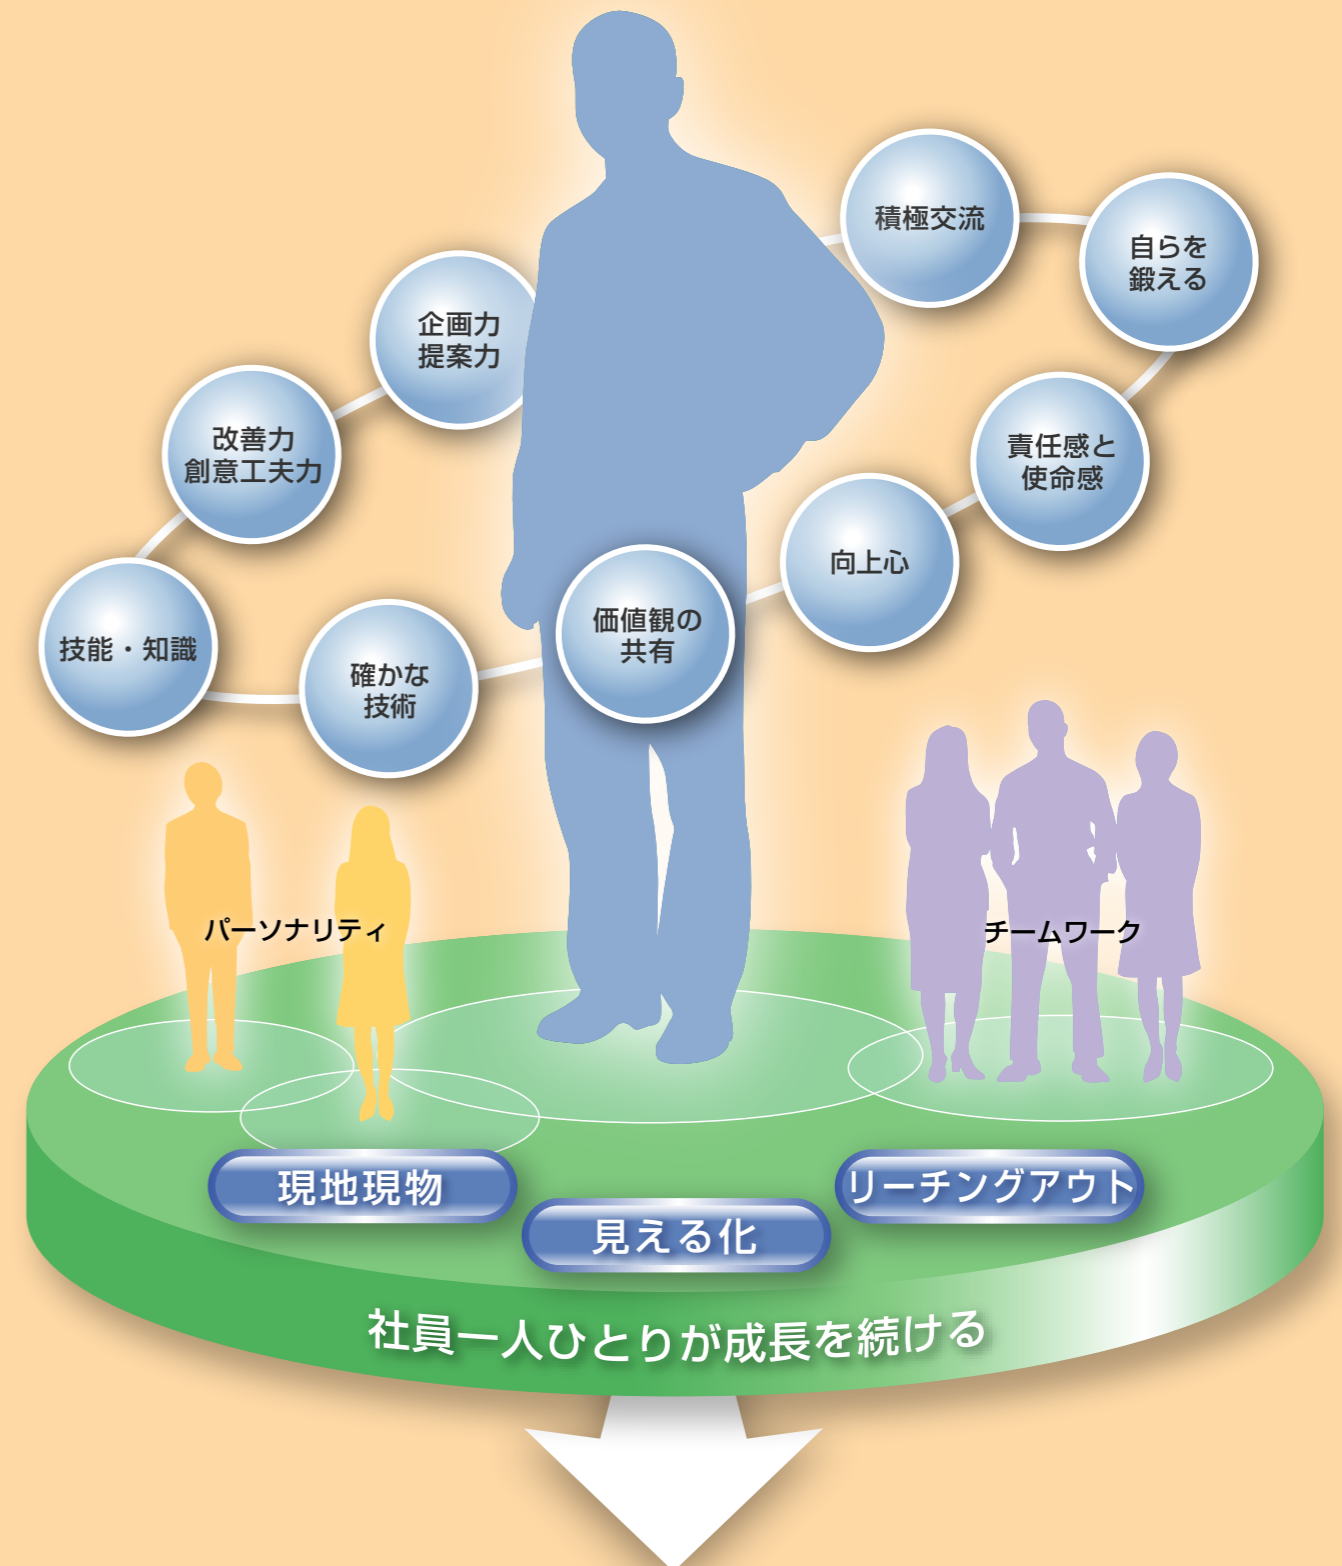 積極交流
自らを
鍛える
企画力
提案力
改善力
創意工夫力
責任感と
使命感
向上心
価値観の
共有
技能・知識
確かな
技術
パーソナリティ
チームワーク
現地現物
リーチングアウト
見える化
社員一人ひとりが成長を続ける